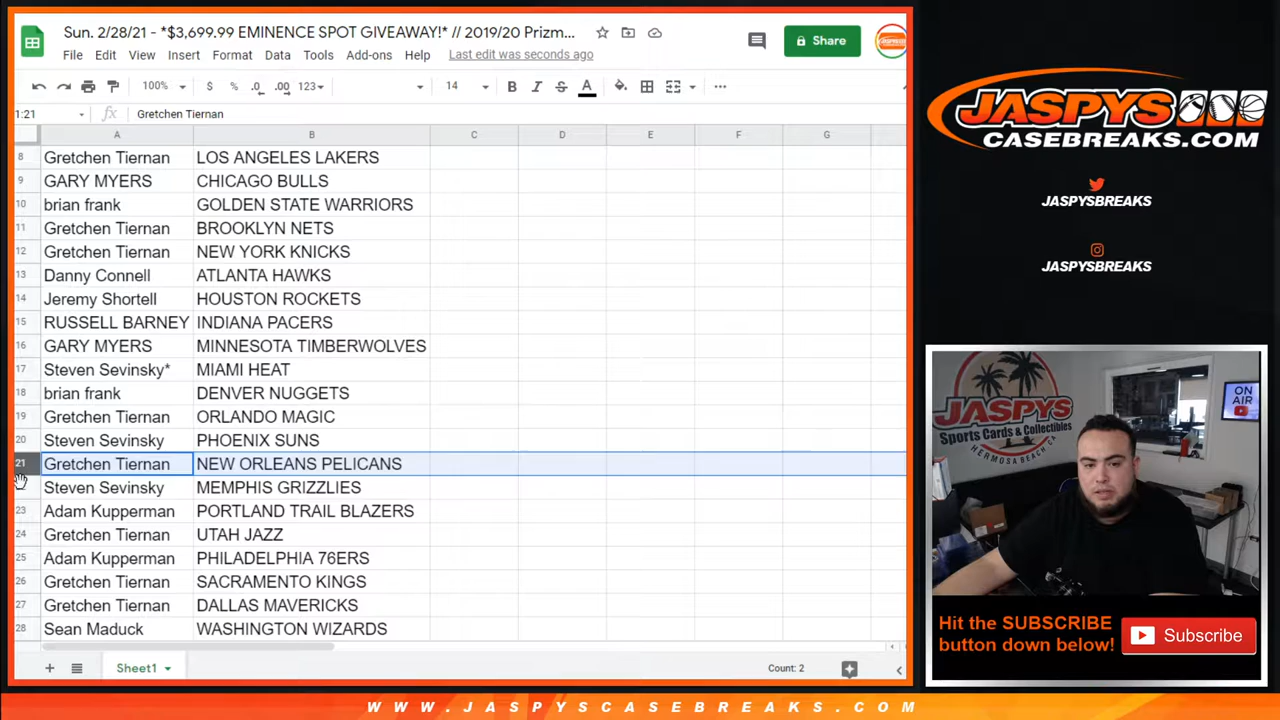 Sun. 2/28/21 - *$3,699.99 EMINENCE SPOT GIVEAWAY!* // 2019/20 Prizm...
Share
File Edit View Insert Format Data Tools Add-ons Help Last edit was seconds ago
100% $ % .0 .00 123 14 B I S A
1:21 fx Gretchen Tiernan
A B C D E F G
8 Gretchen Tiernan LOS ANGELES LAKERS
9 GARY MYERS CHICAGO BULLS
10 brian frank GOLDEN STATE WARRIORS
11 Gretchen Tiernan BROOKLYN NETS
12 Gretchen Tiernan NEW YORK KNICKS
13 Danny Connell ATLANTA HAWKS
14 Jeremy Shortell HOUSTON ROCKETS
15 RUSSELL BARNEY INDIANA PACERS
16 GARY MYERS MINNESOTA TIMBERWOLVES
17 Steven Sevinsky* MIAMI HEAT
18 brian frank DENVER NUGGETS
19 Gretchen Tiernan ORLANDO MAGIC
20 Steven Sevinsky PHOENIX SUNS
21 Gretchen Tiernan NEW ORLEANS PELICANS
Steven Sevinsky MEMPHIS GRIZZLIES
23 Adam Kupperman PORTLAND TRAIL BLAZERS
24 Gretchen Tiernan UTAH JAZZ
25 Adam Kupperman PHILADELPHIA 76ERS
26 Gretchen Tiernan SACRAMENTO KINGS
27 Gretchen Tiernan DALLAS MAVERICKS
28 Sean Maduck WASHINGTON WIZARDS
Sheet1 Count: 2
JASPYS
CASEBREAKS.COM
JASPYSBREAKS
JASPYSBREAKS
JASPYS
Sports Cards & Collectibles
HERMOSA BEACH CA
ON
AIR
Hit the SUBSCRIBE
button down below!
Subscribe
WWW.JASPYSCASEBREAKS.COM